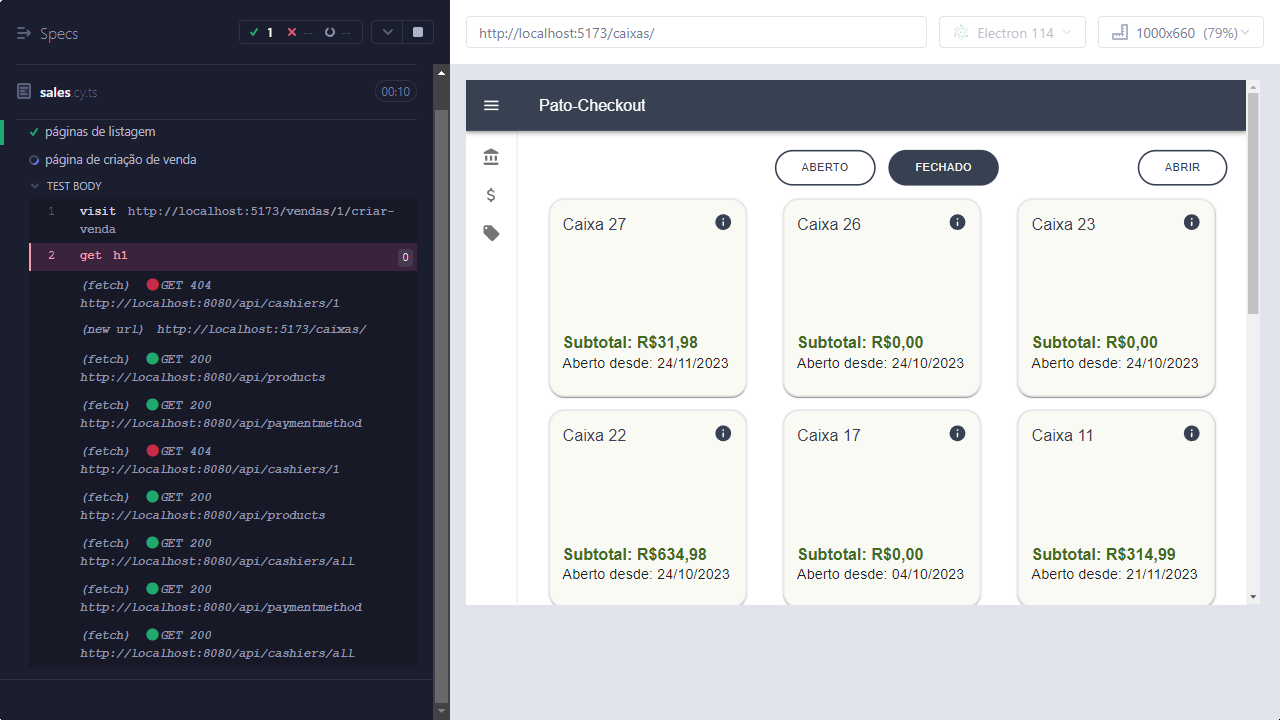 Specs
1
--
--
http://localhost:5173/caixas/
Electron 114
1000x660 (79%)
sales.cy.ts
00:10
páginas de listagem
página de criação de venda
TEST BODY
1 visit http://localhost:5173/vendas/1/criar-
venda
2 get h1 0
(fetch) GET 404
http://localhost:8080/api/cashiers/1
(new url) http://localhost:5173/caixas/
(fetch) GET 200
http://localhost:8080/api/products
(fetch) GET 200
http://localhost:8080/api/paymentmethod
(fetch) GET 404
http://localhost:8080/api/cashiers/1
(fetch) GET 200
http://localhost:8080/api/products
(fetch) GET 200
http://localhost:8080/api/cashiers/all
(fetch) GET 200
http://localhost:8080/api/paymentmethod
(fetch) GET 200
http://localhost:8080/api/cashiers/all
Pato-Checkout
ABERTO FECHADO ABRIR
Caixa 27
Subtotal: R$31,98
Aberto desde: 24/11/2023
Caixa 26
Subtotal: R$0,00
Aberto desde: 24/10/2023
Caixa 23
Subtotal: R$0,00
Aberto desde: 24/10/2023
Caixa 22
Subtotal: R$634,98
Aberto desde: 24/10/2023
Caixa 17
Subtotal: R$0,00
Aberto desde: 04/10/2023
Caixa 11
Subtotal: R$314,99
Aberto desde: 21/11/2023